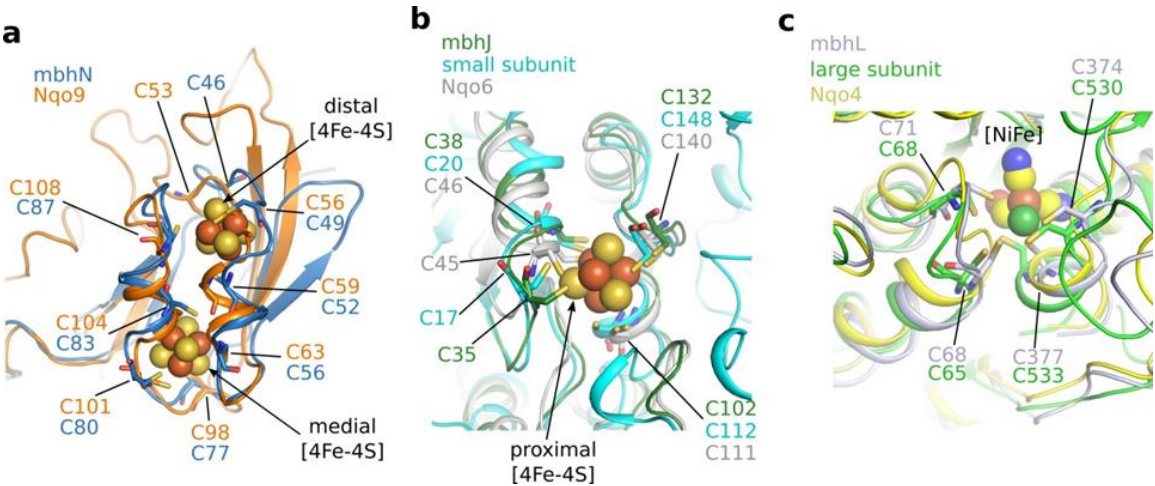 a
mbhN
Nqo9
C53
C46
distal
[4Fe-4S]
C108
C87
C56
C49
C59
C52
C104
C83
C63
C56
C101
C80
C98
C77
medial
[4Fe-4S]
b
mbhJ
small subunit
Nqo6
C132
C148
C140
C38
C20
C46
C45
C17
C35
C102
C112
C111
proximal
[4Fe-4S]
c
mbhL
large subunit
Nqo4
C374
C530
C71
C68
[NiFe]
C68
C65
C377
C533